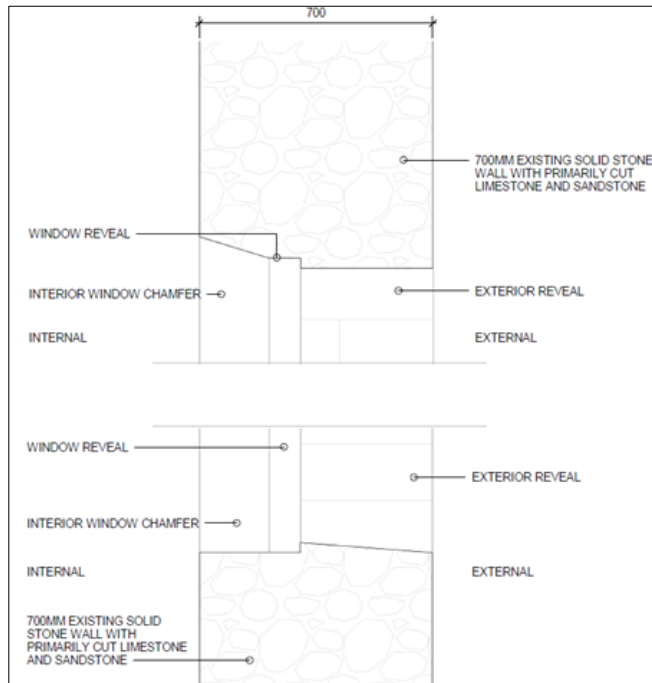 700
700MM EXISTING SOLID STONE
WALL WITH PRIMARILY CUT
LIMESTONE AND SANDSTONE
WINDOW REVEAL
INTERIOR WINDOW CHAMFER
EXTERIOR REVEAL
INTERNAL
EXTERNAL
WINDOW REVEAL
EXTERIOR REVEAL
INTERIOR WINDOW CHAMFER
INTERNAL
EXTERNAL
700MM EXISTING SOLID
STONE WALL WITH
PRIMARILY CUT LIMESTONE
AND SANDSTONE